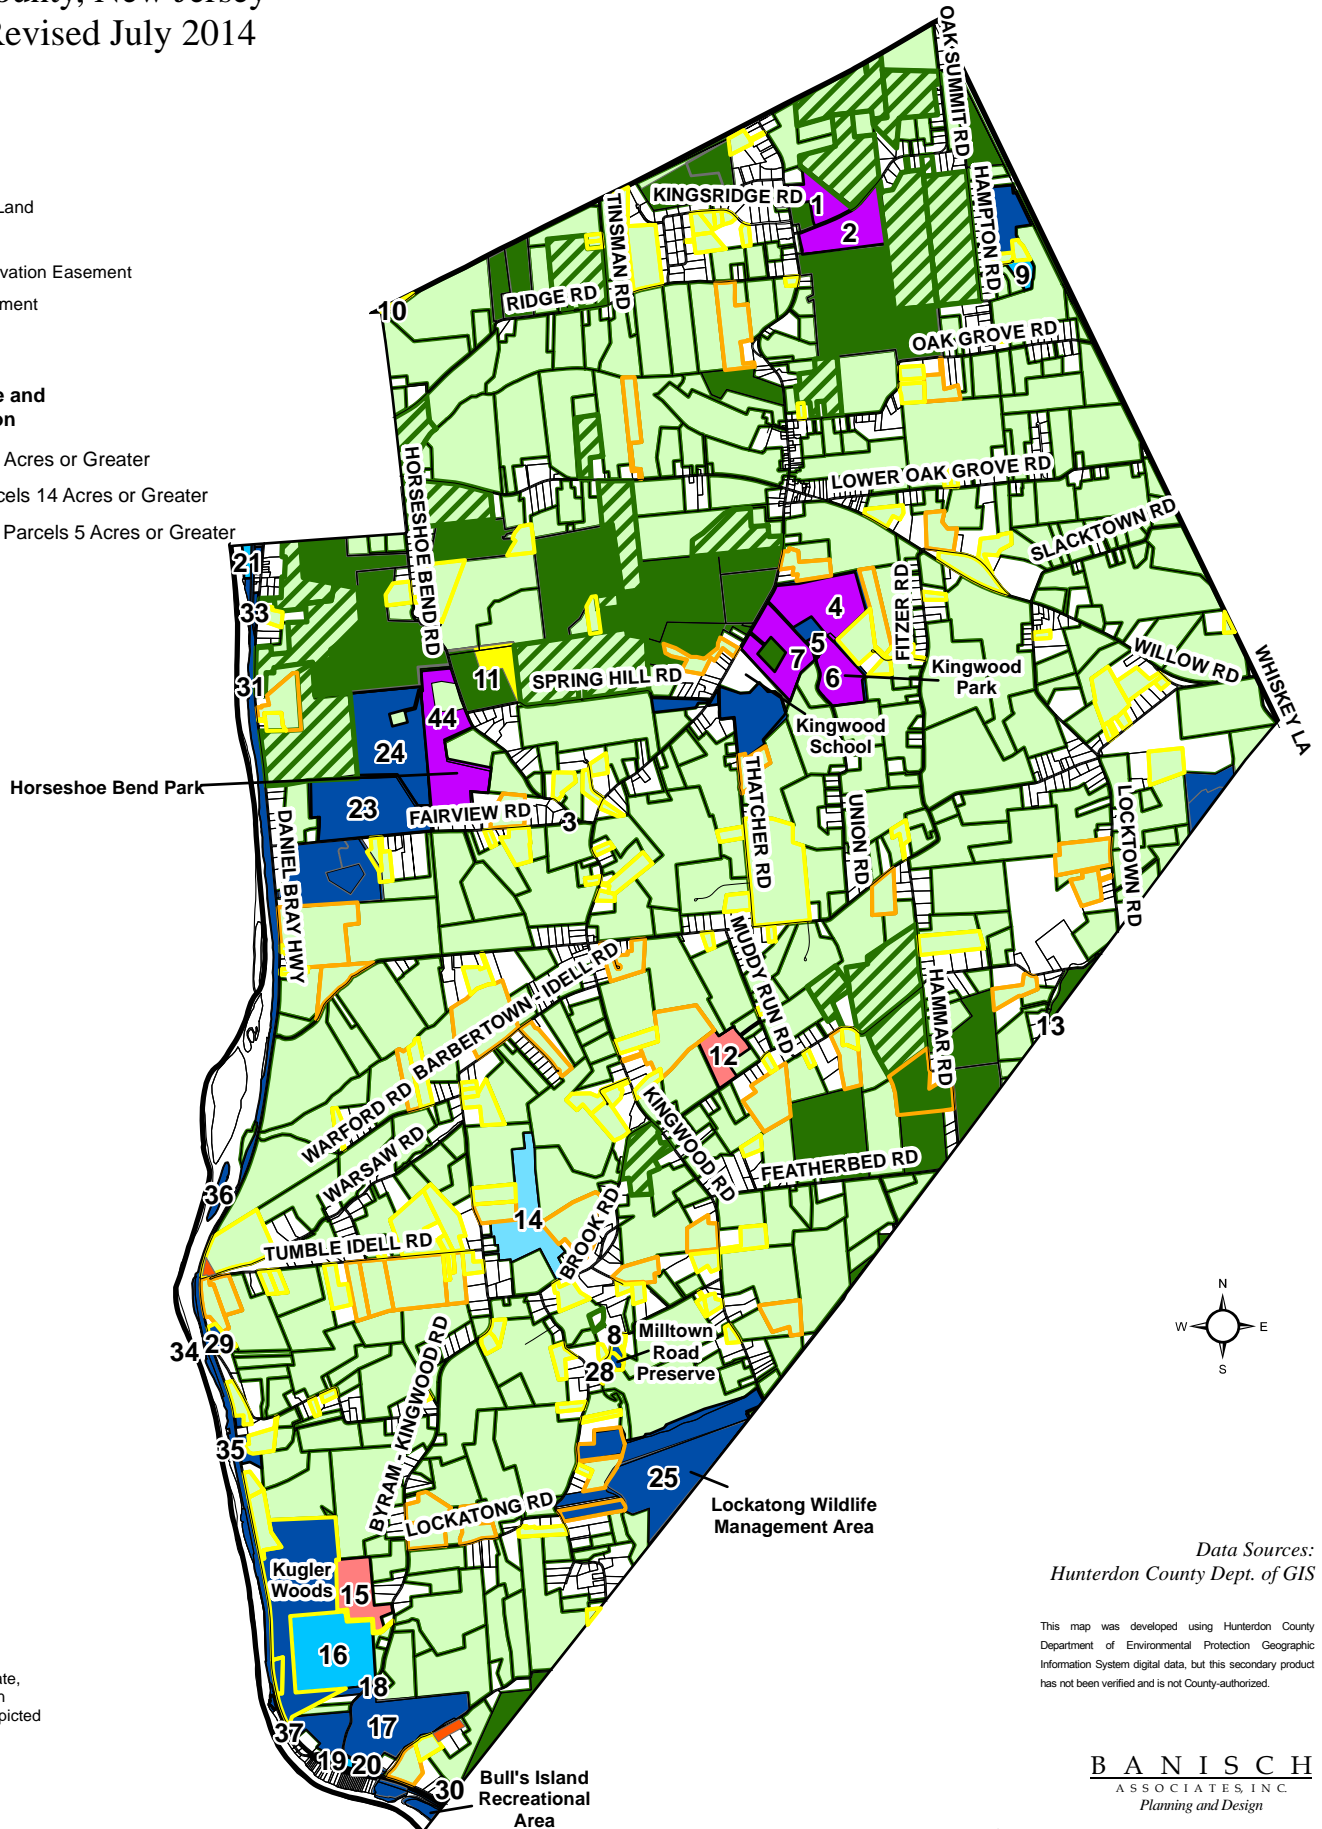 ounty, New Jersey
Revised July 2014
Land
vation Easement
ment
e and
on
Acres or Greater
cels 14 Acres or Greater
Parcels 5 Acres or Greater
OAK SUMMIT RD
KINGSRIDGE RD
TINSMAN RD
HAMPTON RD
1
2
9
10
RIDGE RD
OAK GROVE RD
HORSESHOE BEND RD
LOWER OAK GROVE RD
SLACKTOWN RD
21
33
31
4
5
7
6
FITZER RD
Kingwood
Park
WILLOW RD
WHISKEY LA
11
SPRING HILL RD
44
24
Kingwood
School
Horseshoe Bend Park
23
FAIRVIEW RD
3
DANIEL BRAY HWY
THATCHER RD
UNION RD
LOCKTOWN RD
MUDDY RUN RD
HAMMAR RD
BARBERTOWN - IDELL RD
13
12
WARFORD RD
WARSAW RD
KINGWOOD RD
FEATHERBED RD
36
14
BROOK RD
TUMBLE IDELL RD
N
W
E
S
34
29
8
Milltown
Road
Preserve
28
BYRAM - KINGWOOD RD
35
25
Lockatong Wildlife
Management Area
LOCKATONG RD
Kugler
Woods
15
16
18
17
37
19
20
30
Bull's Island
Recreational
Area
Data Sources:
Hunterdon County Dept. of GIS
This map was developed using Hunterdon County
Department of Environmental Protection Geographic
Information System digital data, but this secondary product
has not been verified and is not County-authorized.
ate,
n
picted
BANISCH
ASSOCIATES, INC.
Planning and Design